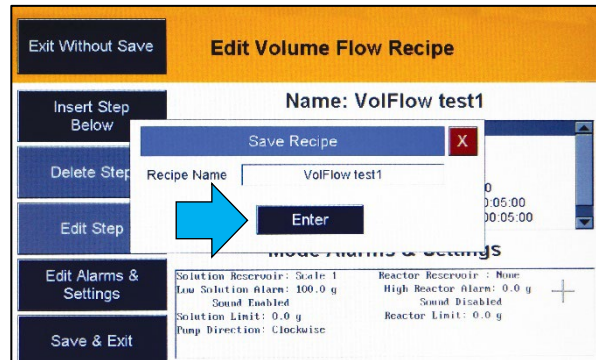 Exit Without Save
Edit Volume Flow Recipe
Insert Step
Below
Name: VolFlow test1
Save Recipe
X
Delete Step
Recipe Name
VolFlow test1
0:05:00
00:05:00
Edit Step
Enter
Mode Alarms & Settings
Edit Alarms &
Settings
Solution Reservoir: Scale 1
Low Solution Alarm: 100.0 g
Sound Enabled
Solution Limit: 0.0 g
Pump Direction: Clockwise
Reactor Reservoir : None
High Reactor Alarm: 0.0 g
Sound Disabled
Reactor Limit: 0.0 g
Save & Exit